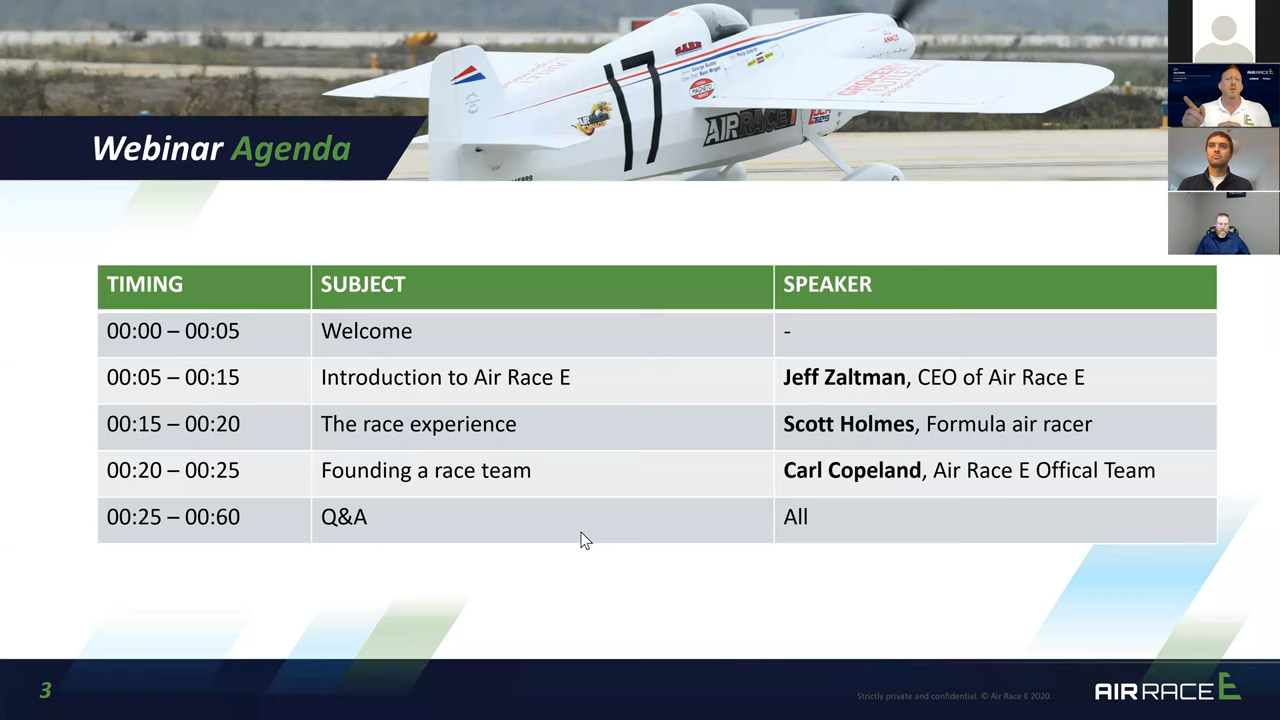 17
AIR RACE 1
Webinar Agenda
TIMING SUBJECT SPEAKER
00:00 – 00:05 Welcome -
00:05 – 00:15 Introduction to Air Race E Jeff Zaltman, CEO of Air Race E
00:15 – 00:20 The race experience Scott Holmes, Formula air racer
00:20 – 00:25 Founding a race team Carl Copeland, Air Race E Offical Team
00:25 – 00:60 Q&A All
3
Strictly private and confidential. © Air Race E 2020.
AIR RACE E